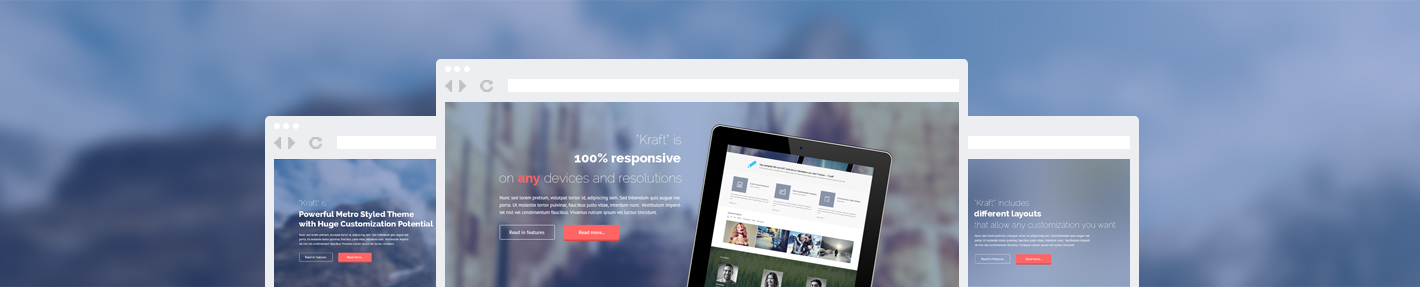 "Kraft" is
Powerful Metro Styled Theme
with Huge Customization Potential
Read in features
Read more...
"Kraft" is
100% responsive
on any devices and resolutions
Nunc sed lorem pretium, volutpat tortor id, adipiscing sem. Sed bibendum quot augue nec
porta. Ut molestie tortor pulvinar, faucibus justo vitae, interdum nunc. Vestibulum impero
iet nisl vel condimentum faucibus. Vivamus rutrum ipsum vel luctus tincidunt.
Read in features
Read more...
"Kraft" includes
different layouts
that allow any customization you want
Read in features
Read more...